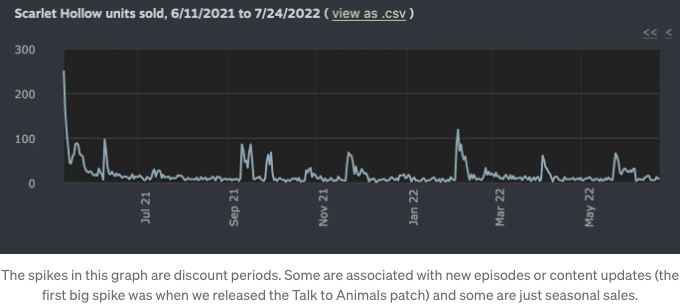 Scarlet Hollow units sold, 6/11/2021 to 7/24/2022 ( view as .csv )
<< <
300
200
100
0
Jul 21
Sep 21
Nov 21
Jan 22
Mar 22
May 22
The spikes in this graph are discount periods. Some are associated with new episodes or content updates (the
first big spike was when we released the Talk to Animals patch) and some are just seasonal sales.